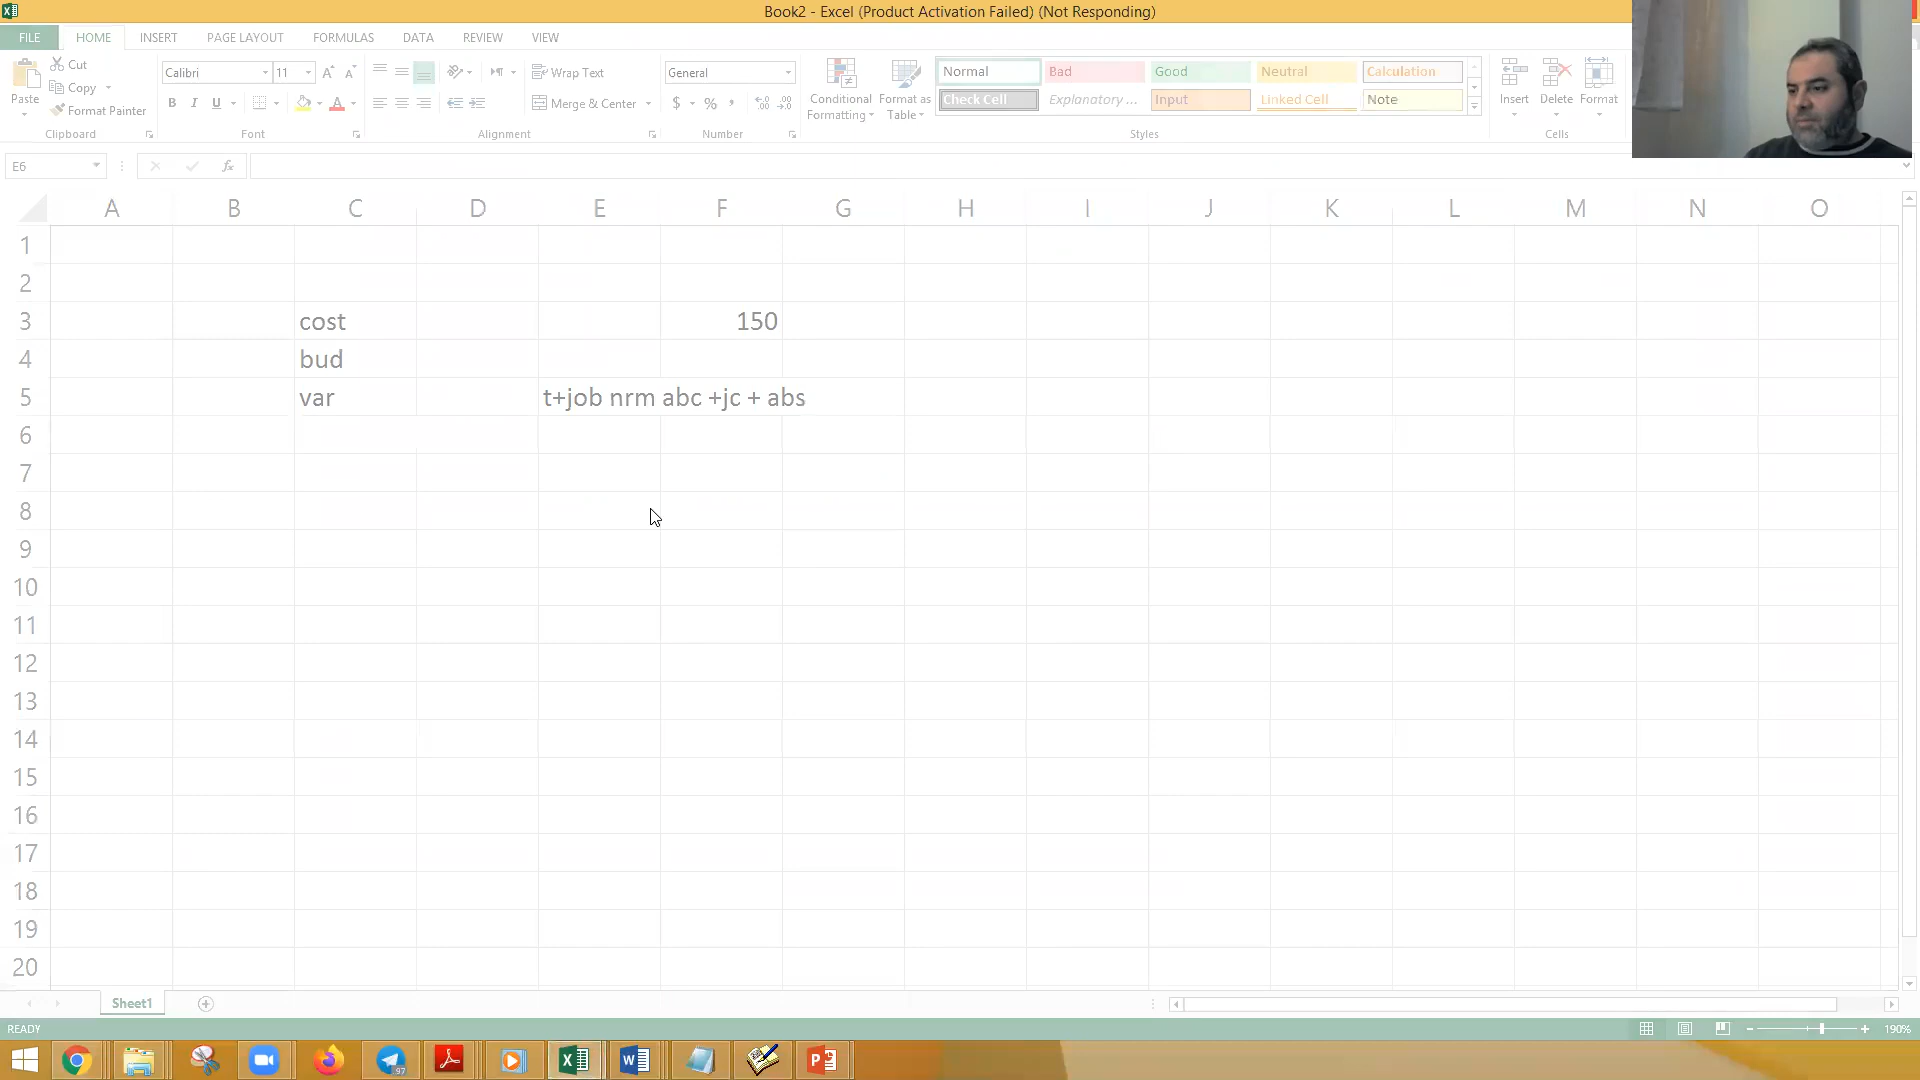 Book2 - Excel (Product Activation Failed) (Not Responding)
FILE HOME INSERT PAGE LAYOUT FORMULAS DATA REVIEW VIEW
Paste
Cut
Copy
Format Painter
Clipboard
Calibri 11
B I U A
Font
Wrap Text
Merge & Center
Alignment
General
$ % ,
Number
Conditional Formatting
Format as Table
Normal Bad Good Neutral Calculation
Check Cell Explanatory ... Input Linked Cell Note
Styles
Insert Delete Format
Cells
E6 fx
A B C D E F G H I J K L M N O
1
2
3 cost 150
4 bud
5 var t+job nrm abc +jc + abs
6
7
8
9
10
11
12
13
14
15
16
17
18
19
20
Sheet1
READY 190%
97